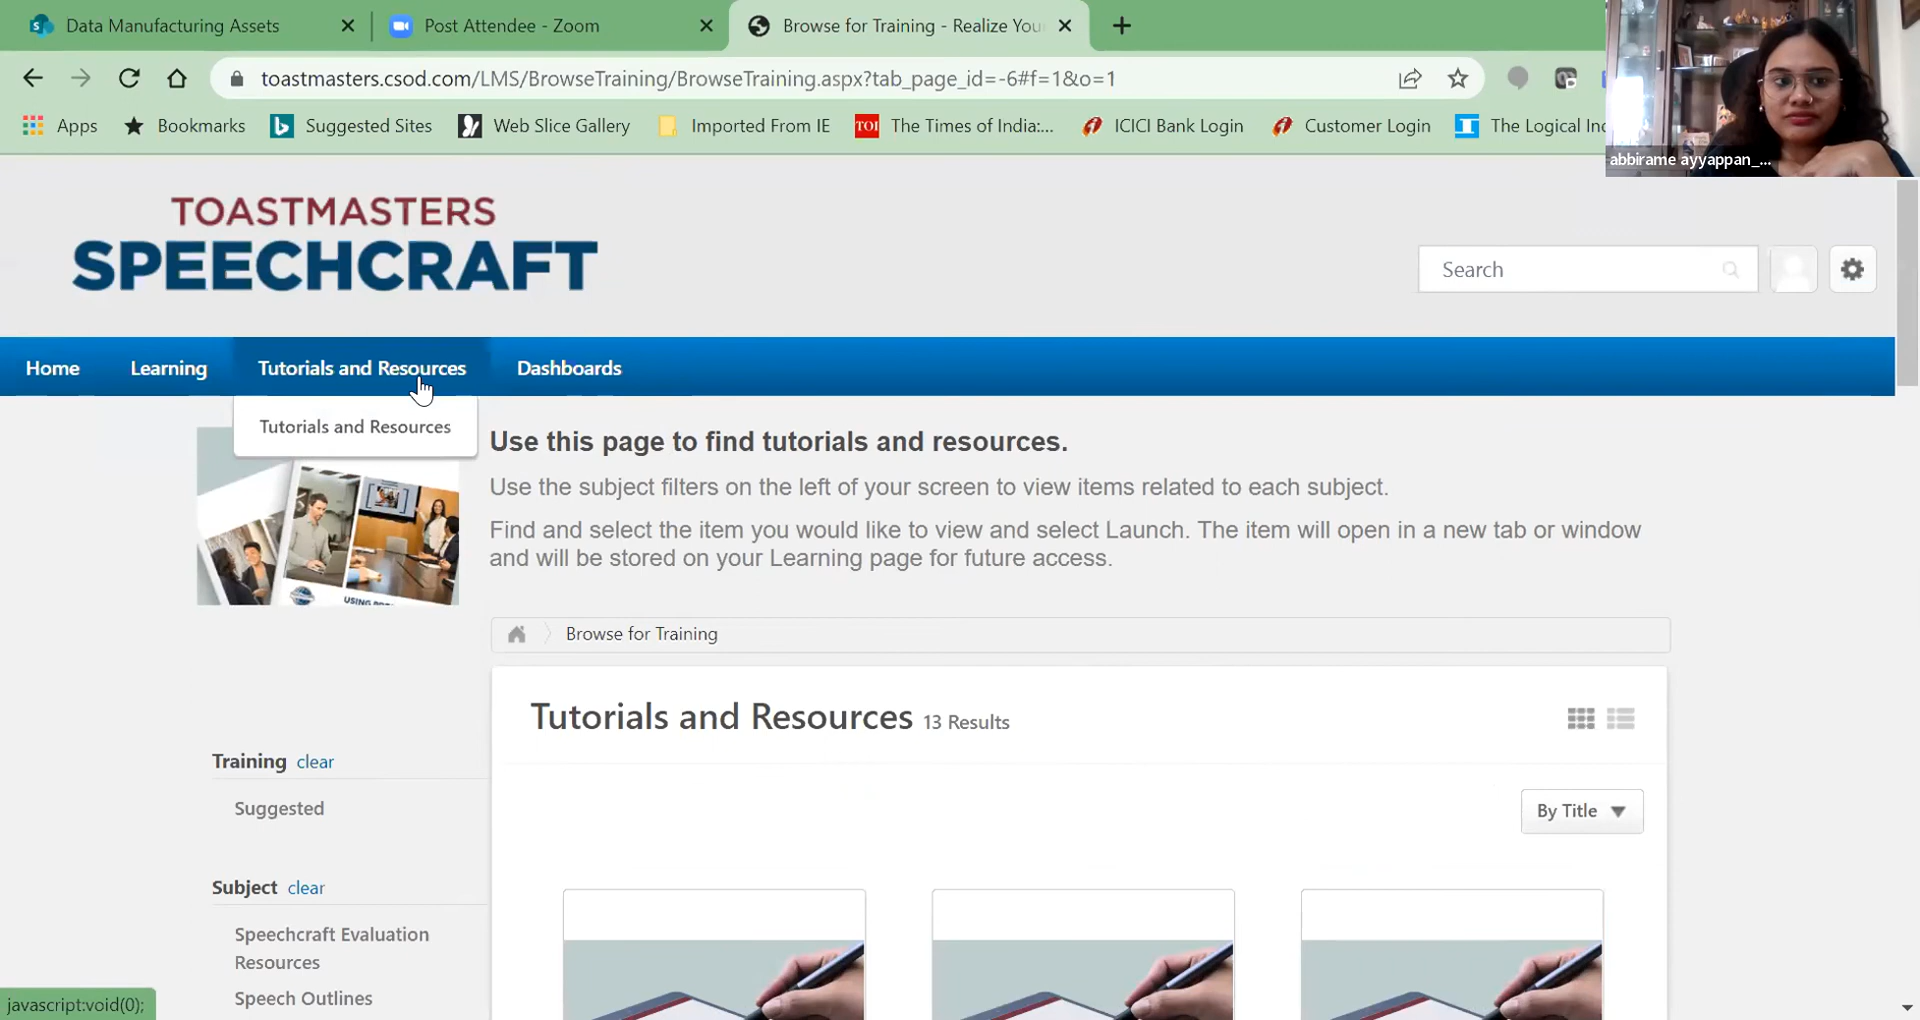 Data Manufacturing Assets
Post Attendee - Zoom
Browse for Training - Realize You
toastmasters.csod.com/LMS/BrowseTraining/BrowseTraining.aspx?tab_page_id=-6#f=1&o=1
Apps
Bookmarks
Suggested Sites
Web Slice Gallery
Imported From IE
TOI
The Times of India:...
ICICI Bank Login
Customer Login
The Logical In
abbirame ayyappan_...
TOASTMASTERS
SPEECHCRAFT
Search
Home
Learning
Tutorials and Resources
Dashboards
Tutorials and Resources
Use this page to find tutorials and resources.
Use the subject filters on the left of your screen to view items related to each subject.
Find and select the item you would like to view and select Launch. The item will open in a new tab or window
and will be stored on your Learning page for future access.
Browse for Training
Tutorials and Resources 13 Results
Training clear
Suggested
By Title
Subject clear
Speechcraft Evaluation
Resources
Speech Outlines
javascript:void(0);